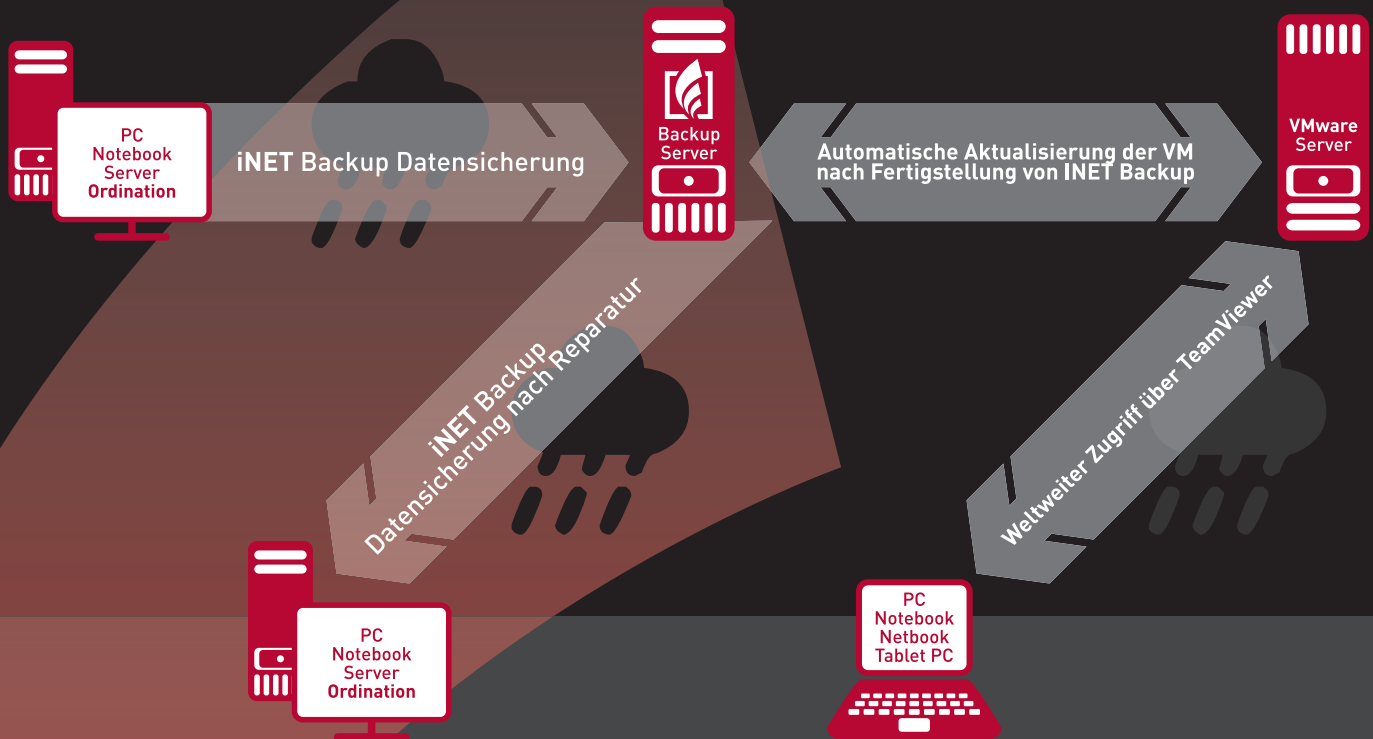 PC
Notebook
Server
Ordination
iNET Backup Datensicherung
Backup
Server
Automatische Aktualisierung der VM
nach Fertigstellung von INET Backup
VMware
Server
iNET Backup
Datensicherung nach Reparatur
Weltweiter Zugriff über TeamViewer
PC
Notebook
Server
Ordination
PC
Notebook
Netbook
Tablet PC